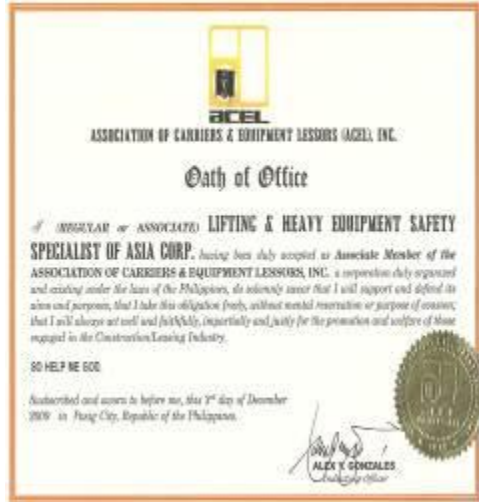 ACEL
ASSOCIATION OF CARRIERS & EQUIPMENT LESSORS (ACEL), INC.
Oath of Office
I (REGULAR or ASSOCIATE) LIFTING & HEAVY EQUIPMENT SAFETY
SPECIALIST OF ASIA CORP. having been duly accepted as Associate Member of the
ASSOCIATION OF CARRIERS & EQUIPMENT LESSORS, INC. a corporation duly organized
and existing under the laws of the Philippines, do solemnly swear that I will support and defend its
aims and purposes, that I take this obligation freely, without mental reservation or purpose of evasion;
that I will always act well and faithfully, impartially and justly for the promotion and welfare of those
engaged in the Construction/Leasing Industry.
SO HELP ME GOD.
Subscribed and sworn to before me, this day of December
2009 in Pasig City, Republic of the Philippines.
ALEX Y. GONZALES
Inducting Officer